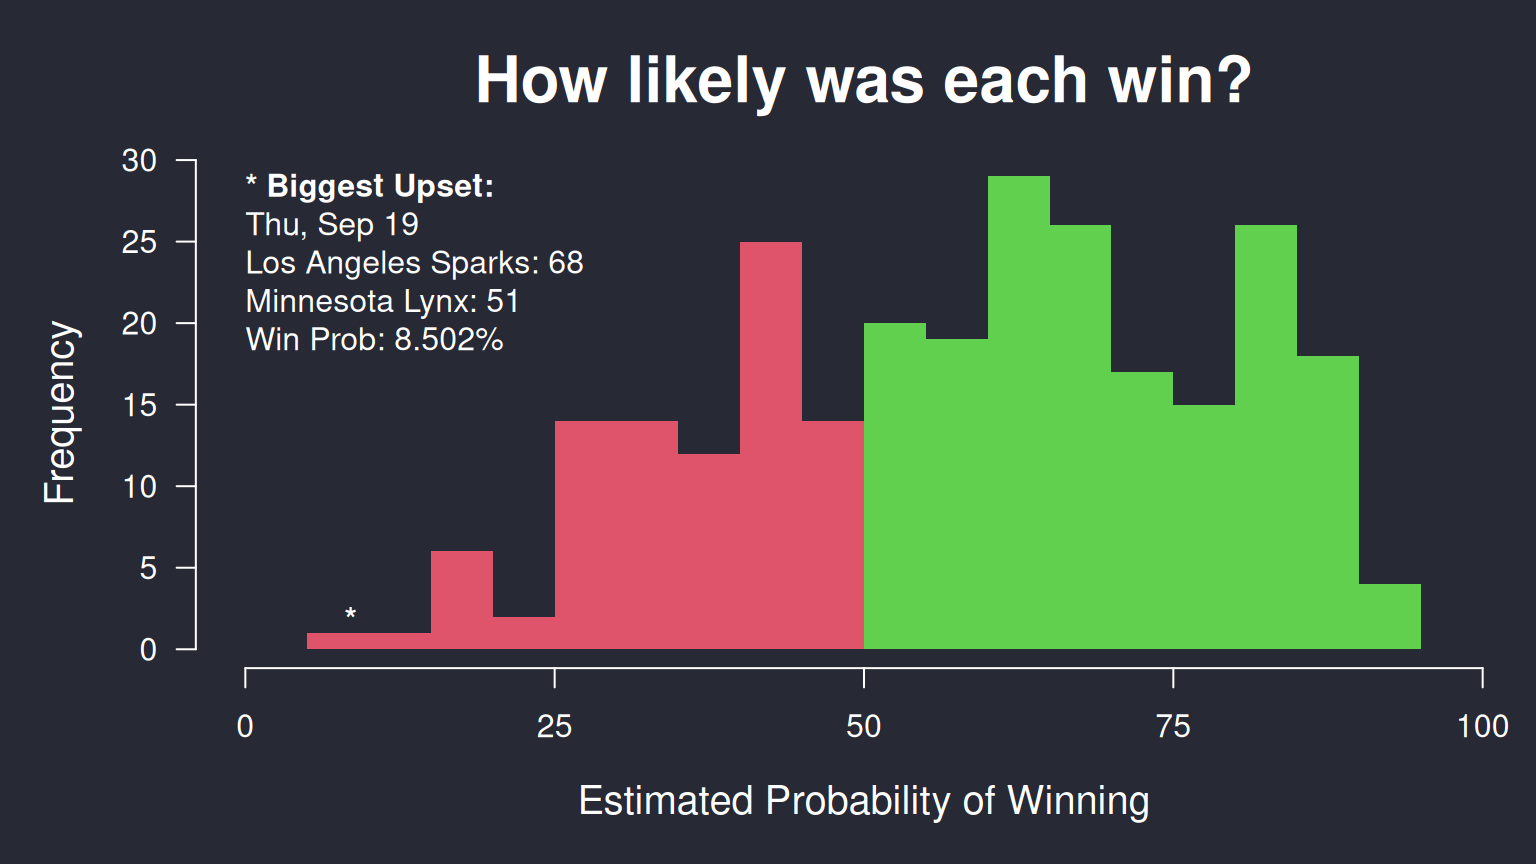 How likely was each win?
* Biggest Upset:
Thu, Sep 19
Los Angeles Sparks: 68
Minnesota Lynx: 51
Win Prob: 8.502%
30
25
20
15
10
5
0
Frequency
*
0 25 50 75 100
Estimated Probability of Winning